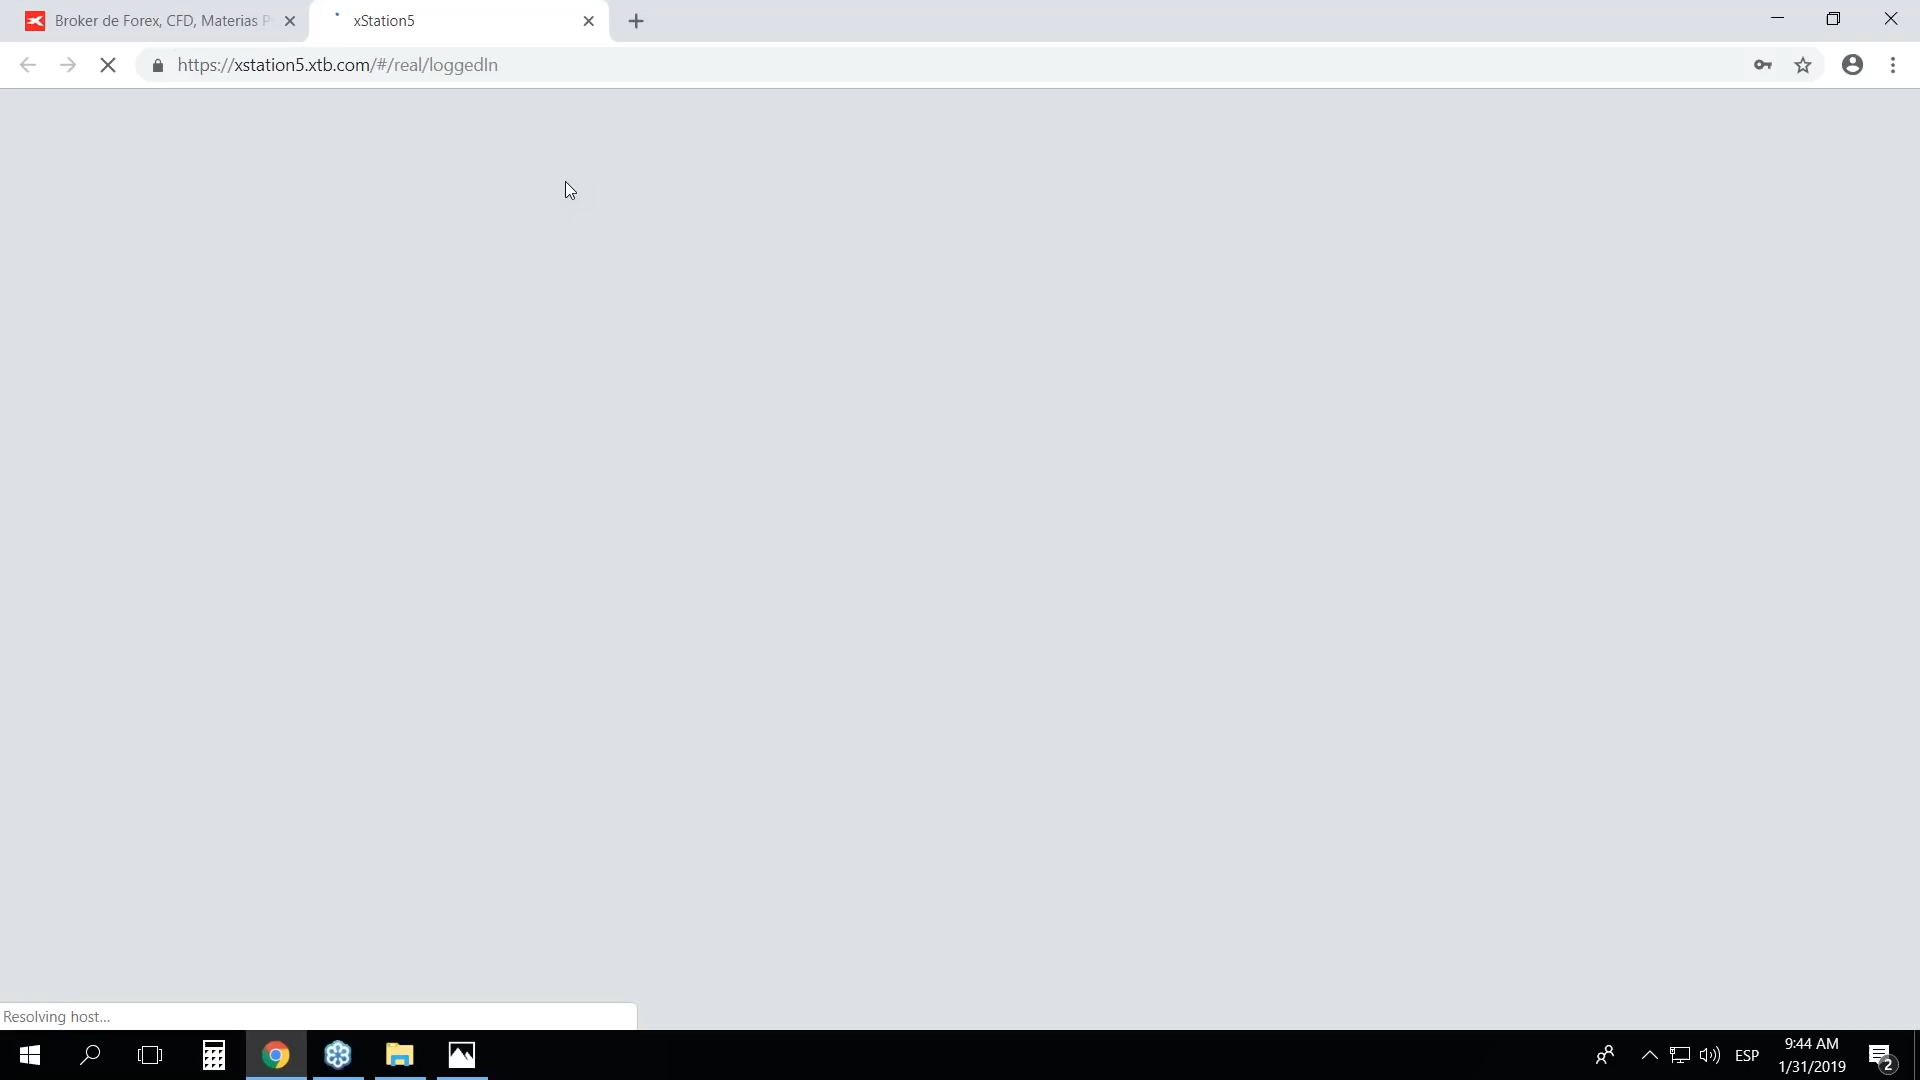 Broker de Forex, CFD, Materias P
xStation5
https://xstation5.xtb.com/#/real/loggedIn
Resolving host...
ESP
9:44 AM
1/31/2019
2